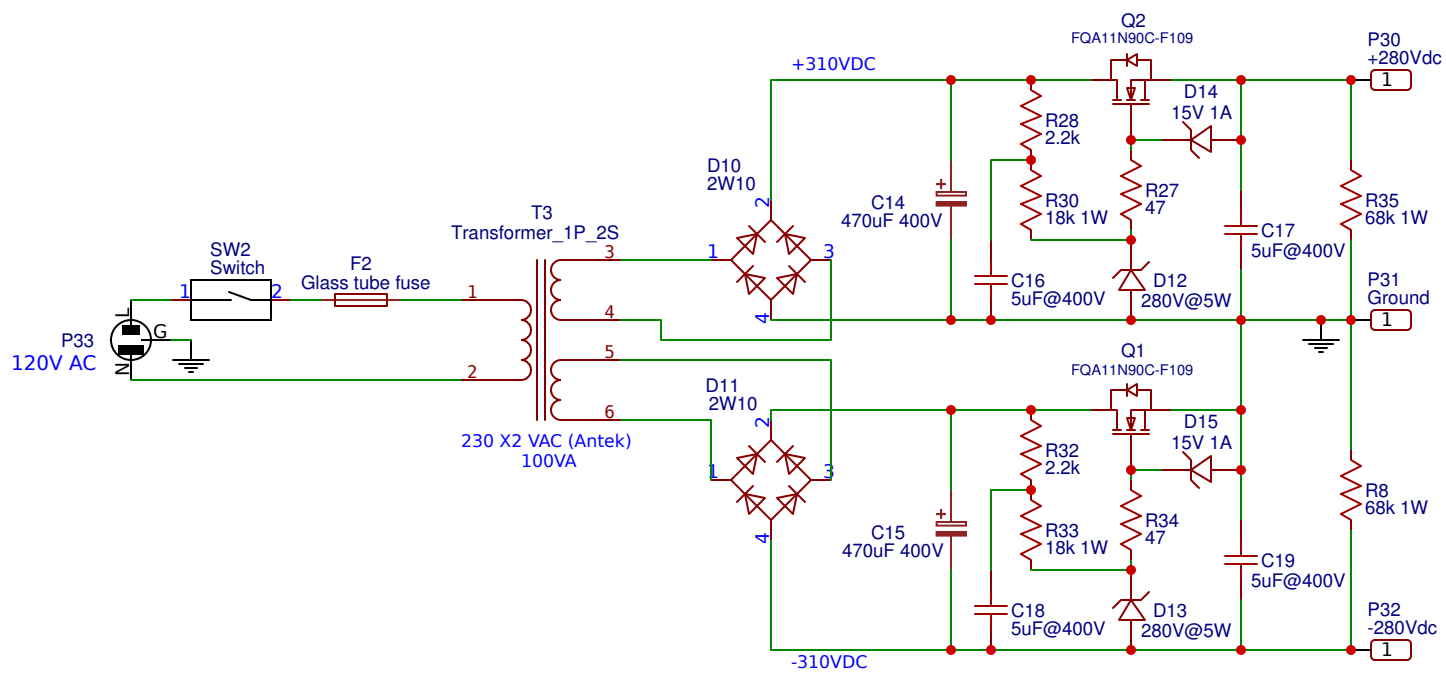 Q2
FQA11N90C-F109
P30
+280Vdc
1
+310VDC
D14
15V 1A
R28
2.2k
D10
2W10
2
1
3
4
+
C14
470uF 400V
R30
18k 1W
R27
47
R35
68k 1W
C17
5uF@400V
C16
5uF@400V
D12
280V@5W
P31
Ground
1
T3
Transformer_1P_2S
3
4
5
6
1
2
230 X2 VAC (Antek)
100VA
SW2
Switch
1
2
F2
Glass tube fuse
L
G
N
P33
120V AC
Q1
FQA11N90C-F109
D11
2W10
2
1
3
4
D15
15V 1A
R32
2.2k
+
C15
470uF 400V
R33
18k 1W
R34
47
R8
68k 1W
C19
5uF@400V
C18
5uF@400V
D13
280V@5W
P32
-280Vdc
1
-310VDC